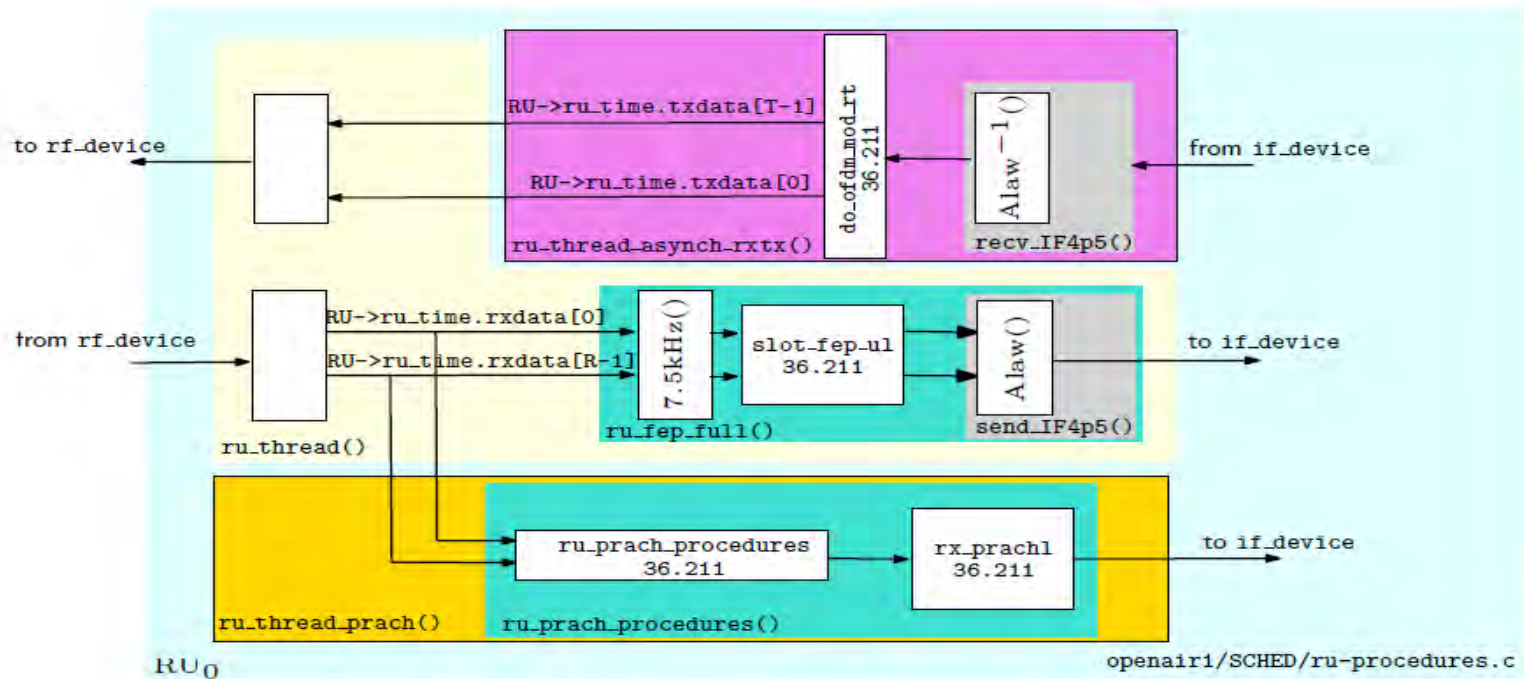 RU->ru_time.txdata[T-1]
to rf_device
RU->ru_time.txdata[0]
do_ofdm_mod_rt
36.211
Alaw⁻¹()
from if_device
ru_thread_asynch_rxtx()
recv_IF4p5()
RU->ru_time.rxdata[0]
from rf_device
RU->ru_time.rxdata[R-1]
7.5kHz()
slot_fep_ul
36.211
Alaw()
to if_device
ru_thread()
ru_fep_full()
send_IF4p5()
ru_prach_procedures
36.211
rx_prach1
36.211
to if_device
ru_thread_prach()
ru_prach_procedures()
RU₀
openair1/SCHED/ru-procedures.c